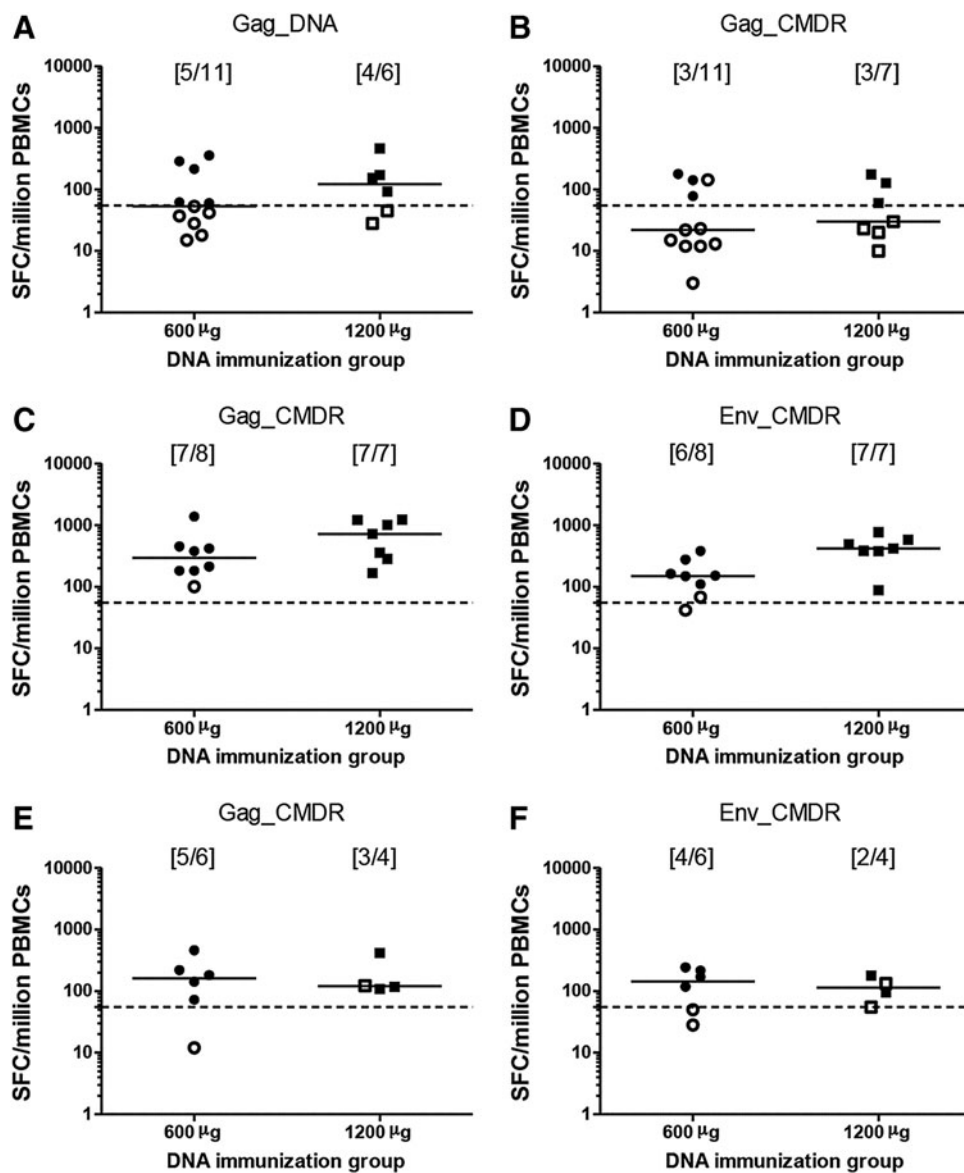 A
Gag_DNA
[5/11]
[4/6]
SFC/million PBMCs
10000
1000
100
10
1
600 µg
1200 µg
DNA immunization group
B
Gag_CMDR
[3/11]
[3/7]
SFC/million PBMCs
10000
1000
100
10
1
600 µg
1200 µg
DNA immunization group
C
Gag_CMDR
[7/8]
[7/7]
SFC/million PBMCs
10000
1000
100
10
1
600 µg
1200 µg
DNA immunization group
D
Env_CMDR
[6/8]
[7/7]
SFC/million PBMCs
10000
1000
100
10
1
600 µg
1200 µg
DNA immunization group
E
Gag_CMDR
[5/6]
[3/4]
SFC/million PBMCs
10000
1000
100
10
1
600 µg
1200 µg
DNA immunization group
F
Env_CMDR
[4/6]
[2/4]
SFC/million PBMCs
10000
1000
100
10
1
600 µg
1200 µg
DNA immunization group